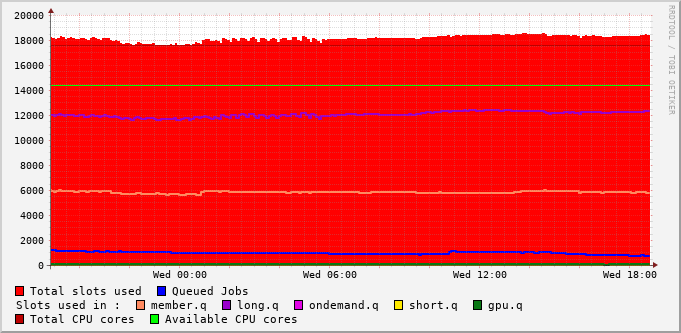 20000
18000
16000
14000
12000
10000
8000
6000
4000
2000
0
Wed 00:00 Wed 06:00 Wed 12:00 Wed 18:00
RRDTOOL / TOBI OETIKER
Total slots used Queued Jobs
Slots used in : member.q long.q ondemand.q short.q gpu.q
Total CPU cores Available CPU cores